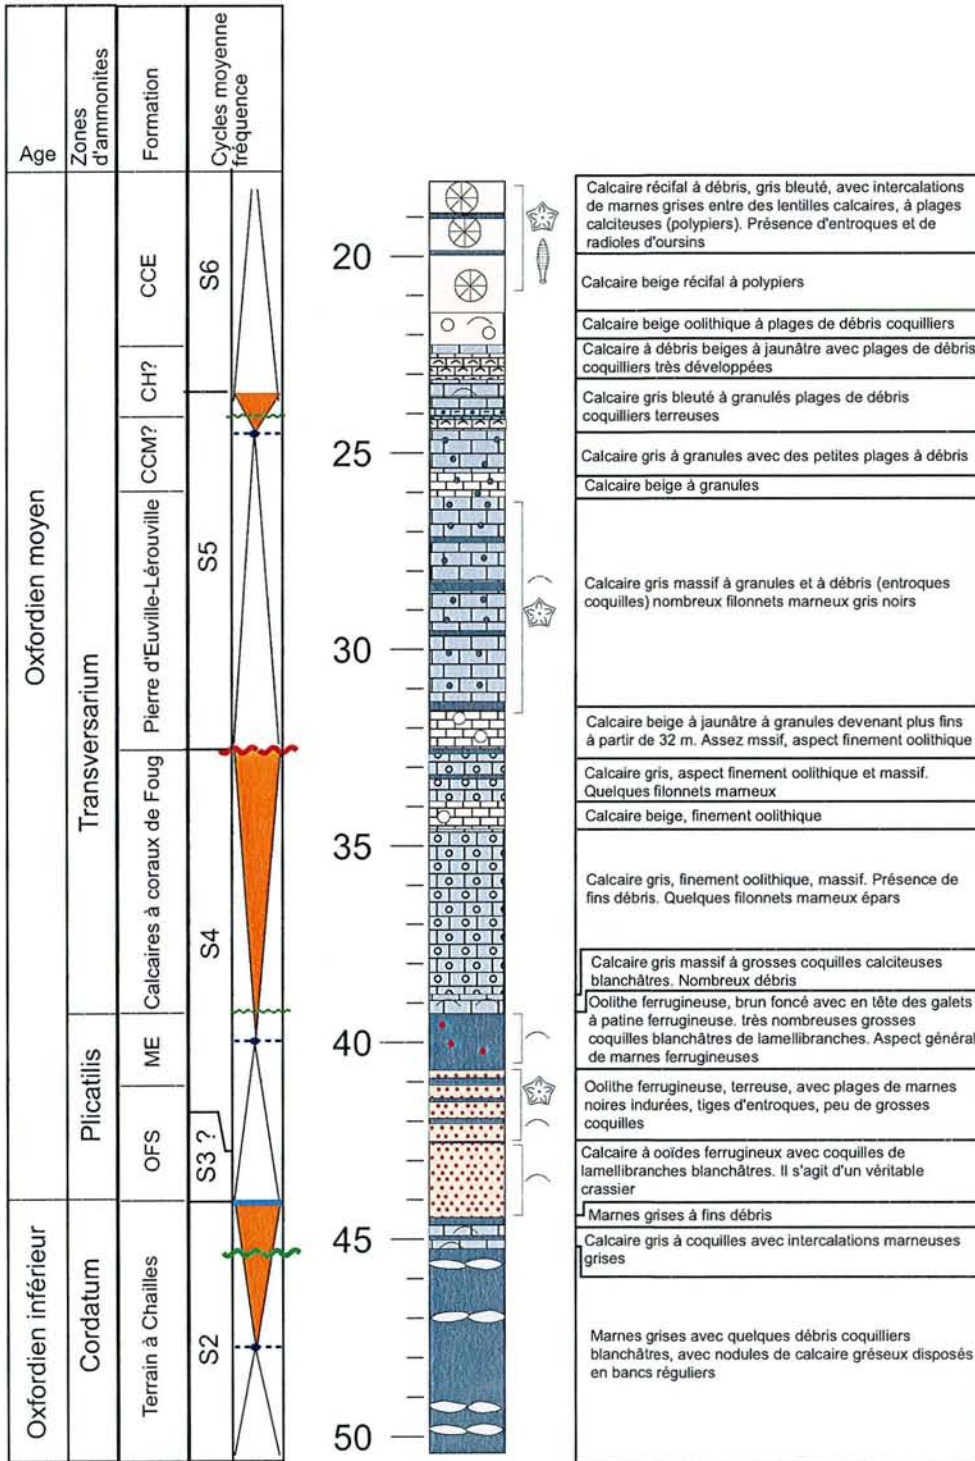 Age
Zones
d'ammonites
Formation
Cycles moyenne
fréquence
Oxfordien moyen
Oxfordien inférieur
Transversarium
Plicatilis
Cordatum
CCE
CH?
CCM?
Pierre d'Euville-Lérouville
Calcaires à coraux de Foug
ME
OFS
Terrain à Chailles
S6
S5
S4
S3 ?
S2
20
25
30
35
40
45
50
Calcaire récifal à débris, gris bleuté, avec intercalations
de marnes grises entre des lentilles calcaires, à plages
calciteuses (polypiers). Présence d'entroques et de
radioles d'oursins
Calcaire beige récifal à polypiers
Calcaire beige oolithique à plages de débris coquilliers
Calcaire à débris beiges à jaunâtre avec plages de débris
coquilliers très développées
Calcaire gris bleuté à granulés plages de débris
coquilliers terreuses
Calcaire gris à granules avec des petites plages à débris
Calcaire beige à granules
Calcaire gris massif à granules et à débris (entroques
coquilles) nombreux filonnets marneux gris noirs
Calcaire beige à jaunâtre à granules devenant plus fins
à partir de 32 m. Assez mssif, aspect finement oolithique
Calcaire gris, aspect finement oolithique et massif.
Quelques filonnets marneux
Calcaire beige, finement oolithique
Calcaire gris, finement oolithique, massif. Présence de
fins débris. Quelques filonnets marneux épars
Calcaire gris massif à grosses coquilles calciteuses
blanchâtres. Nombreux débris
Oolithe ferrugineuse, brun foncé avec en tête des galets
à patine ferrugineuse. très nombreuses grosses
coquilles blanchâtres de lamellibranches. Aspect général
de marnes ferrugineuses
Oolithe ferrugineuse, terreuse, avec plages de marnes
noires indurées, tiges d'entroques, peu de grosses
coquilles
Calcaire à ooïdes ferrugineux avec coquilles de
lamellibranches blanchâtres. Il s'agit d'un véritable
crassier
Marnes grises à fins débris
Calcaire gris à coquilles avec intercalations marneuses
grises
Marnes grises avec quelques débris coquilliers
blanchâtres, avec nodules de calcaire gréseux disposés
en bancs réguliers